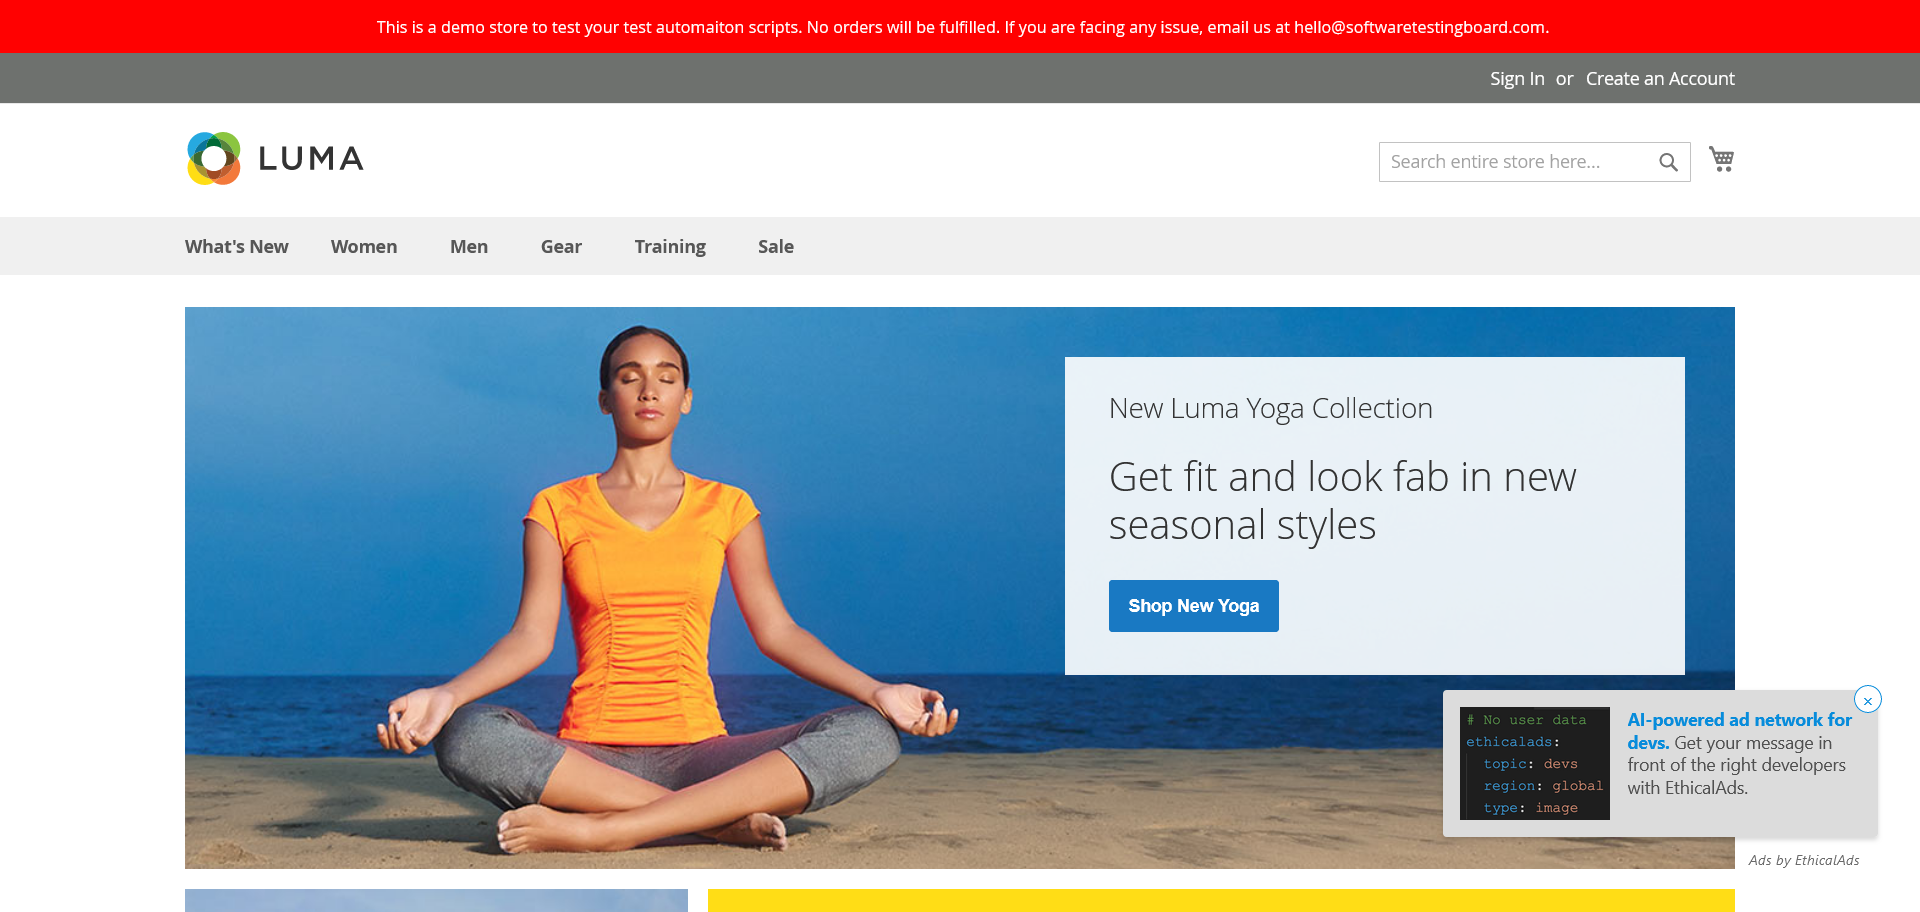 This is a demo store to test your test automaiton scripts. No orders will be fulfilled. If you are facing any issue, email us at hello@softwaretestingboard.com.
Sign In or Create an Account
LUMA
Search entire store here...
What's New Women Men Gear Training Sale
New Luma Yoga Collection
Get fit and look fab in new
seasonal styles
Shop New Yoga
×
# No user data
ethicalads:
topic: devs
region: global
type: image
AI-powered ad network for
devs. Get your message in
front of the right developers
with EthicalAds.
Ads by EthicalAds